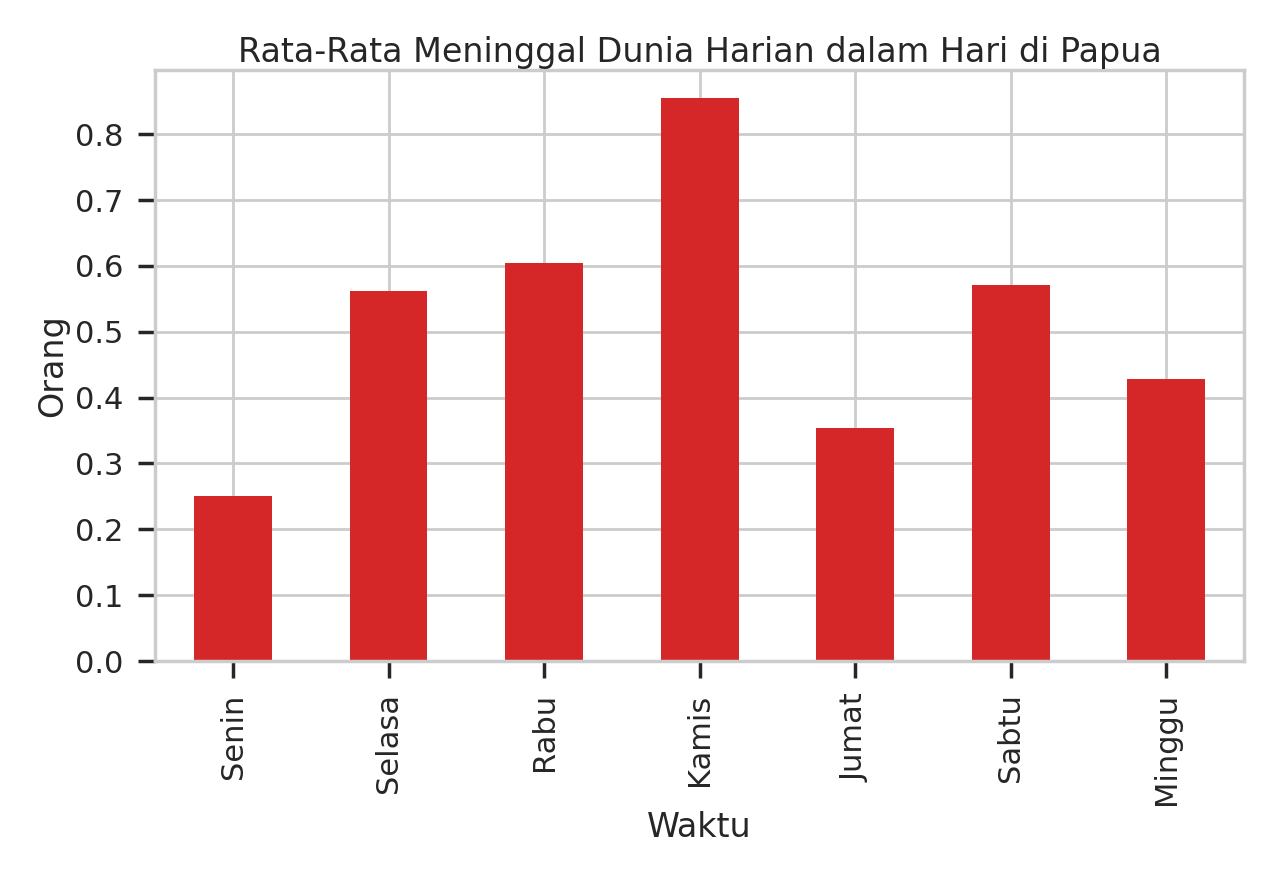 Rata-Rata Meninggal Dunia Harian dalam Hari di Papua
Orang
0.8
0.7
0.6
0.5
0.4
0.3
0.2
0.1
0.0
Senin
Selasa
Rabu
Kamis
Jumat
Sabtu
Minggu
Waktu